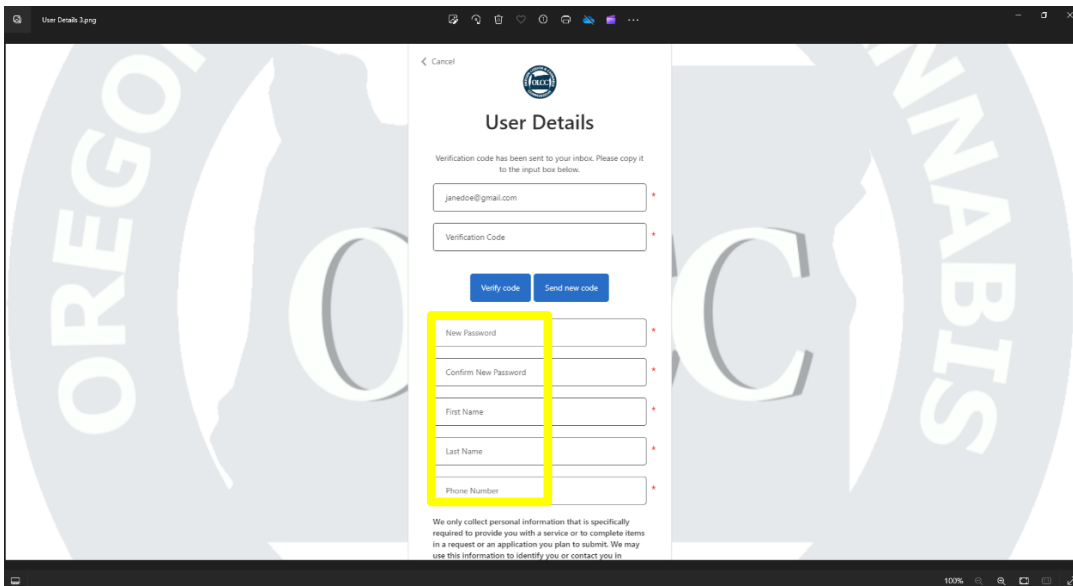 User Details 3.png
Cancel
OLCC
User Details
Verification code has been sent to your inbox. Please copy it
to the input box below.
janedoe@gmail.com *
Verification Code *
Verify code Send new code
New Password *
Confirm New Password *
First Name *
Last Name *
Phone Number *
We only collect personal information that is specifically
required to provide you with a service or to complete items
in a request or an application you plan to submit. We may
use this information to identify you or contact you in
OREGON
OLCC
NNABIS
100%